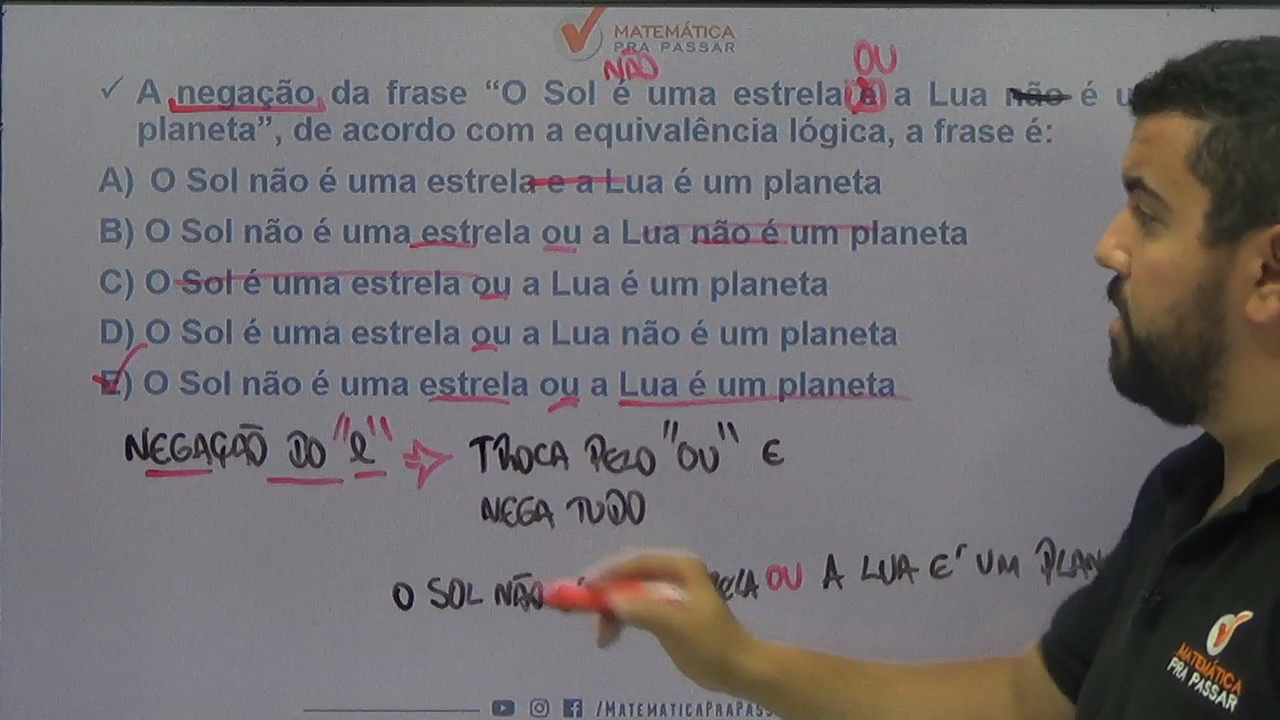 MATEMÁTICA
PRA PASSAR
NÃO OU
✓ A negação da frase “O Sol é uma estrela e a Lua não é
planeta”, de acordo com a equivalência lógica, a frase é:
A) O Sol não é uma estrela e a Lua é um planeta
B) O Sol não é uma estrela ou a Lua não é um planeta
C) O Sol é uma estrela ou a Lua é um planeta
D) O Sol é uma estrela ou a Lua não é um planeta
E) O Sol não é uma estrela ou a Lua é um planeta
NEGAÇÃO DO "e" ⇒ TROCA PELO "OU" E
NEGA TUDO
O SOL NÃO OU A LUA E' UM
MATEMÁTICA
PRA PASSAR